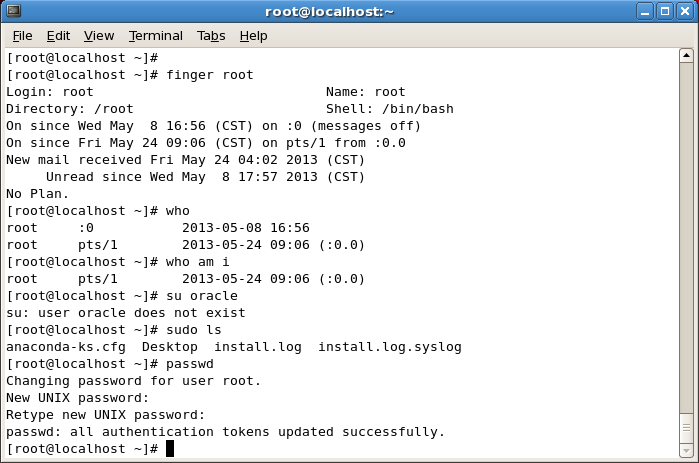 root@localhost:~
File Edit View Terminal Tabs Help
[root@localhost ~]#
[root@localhost ~]# finger root
Login: root                             Name: root
Directory: /root                        Shell: /bin/bash
On since Wed May  8 16:56 (CST) on :0 (messages off)
On since Fri May 24 09:06 (CST) on pts/1 from :0.0
New mail received Fri May 24 04:02 2013 (CST)
     Unread since Wed May  8 17:57 2013 (CST)
No Plan.
[root@localhost ~]# who
root     :0           2013-05-08 16:56
root     pts/1        2013-05-24 09:06 (:0.0)
[root@localhost ~]# who am i
root     pts/1        2013-05-24 09:06 (:0.0)
[root@localhost ~]# su oracle
su: user oracle does not exist
[root@localhost ~]# sudo ls
anaconda-ks.cfg  Desktop  install.log  install.log.syslog
[root@localhost ~]# passwd
Changing password for user root.
New UNIX password:
Retype new UNIX password:
passwd: all authentication tokens updated successfully.
[root@localhost ~]#